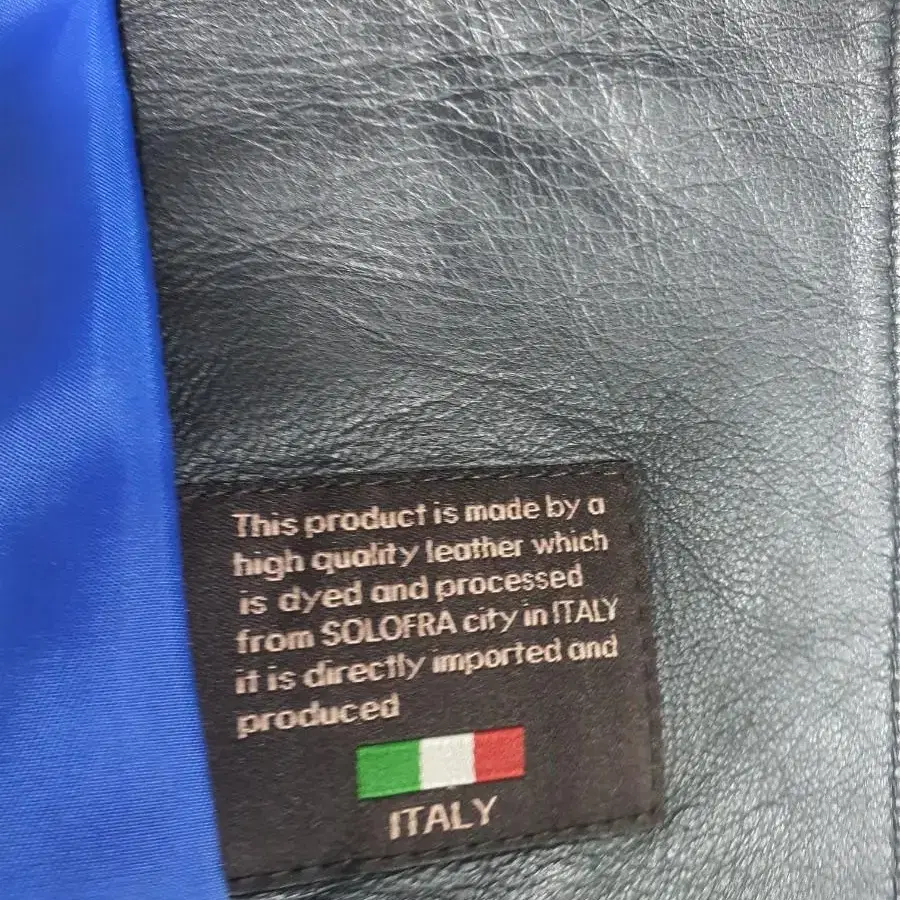 This product is made by a
high quality leather which
is dyed and processed
from SOLOFRA city in ITALY
it is directly imported and
produced
ITALY